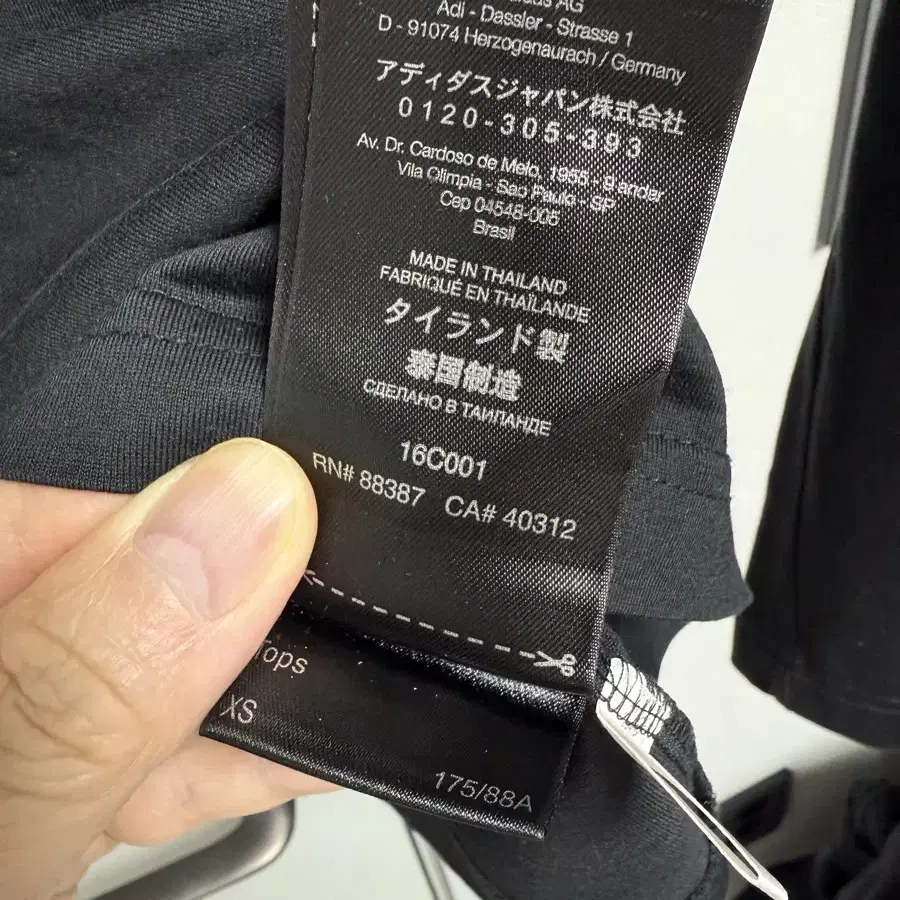 AG
Adi - Dassler - Strasse 1
D - 91074 Herzogenaurach / Germany
アディダスジャパン株式会社
0120-305-393
Av. Dr. Cardoso de Melo, 1955 - 9 andar
Vila Olimpia - Sao Paulo - SP
Cep 04548-005
Brasil
MADE IN THAILAND
FABRIQUÉ EN THAÏLANDE
タイランド製
泰国制造
СДЕЛАНО В ТАИЛАНДЕ
16C001
RN# 88387 CA# 40312
Tops
XS
175/88A